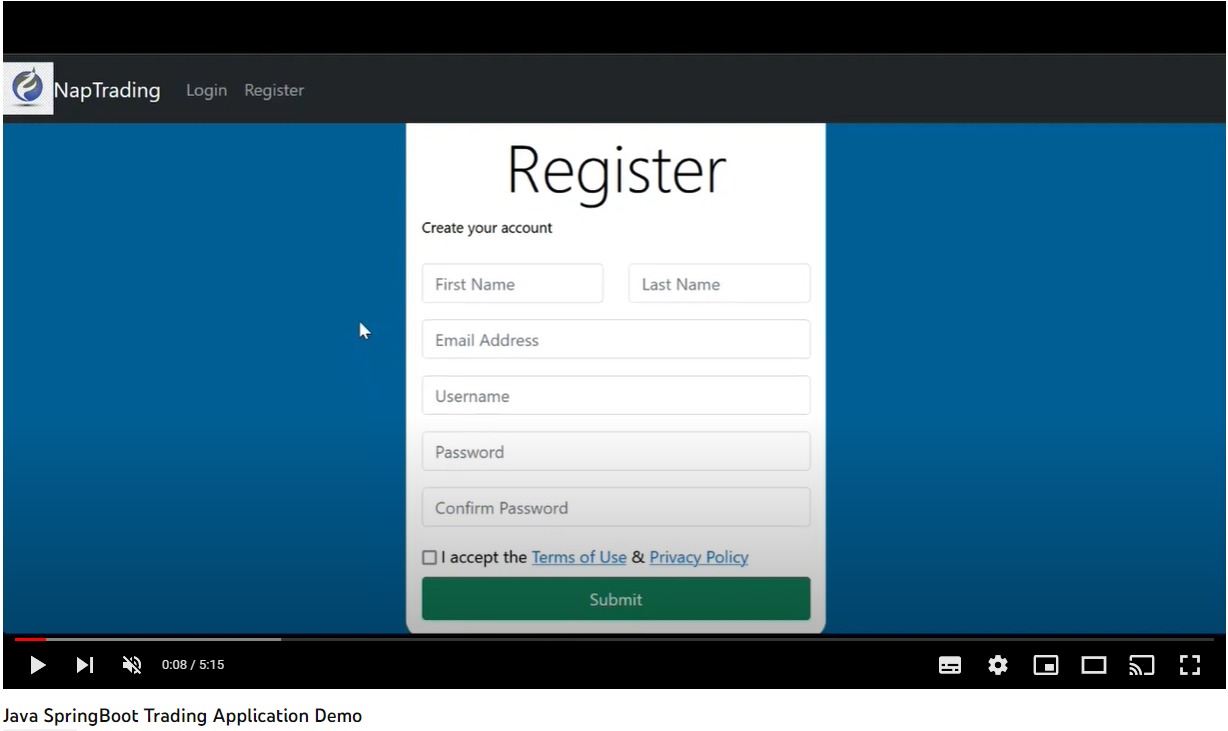 NapTrading Login Register
Register
Create your account
First Name Last Name
Email Address
Username
Password
Confirm Password
I accept the Terms of Use & Privacy Policy
Submit
0:08 / 5:15
Java SpringBoot Trading Application Demo